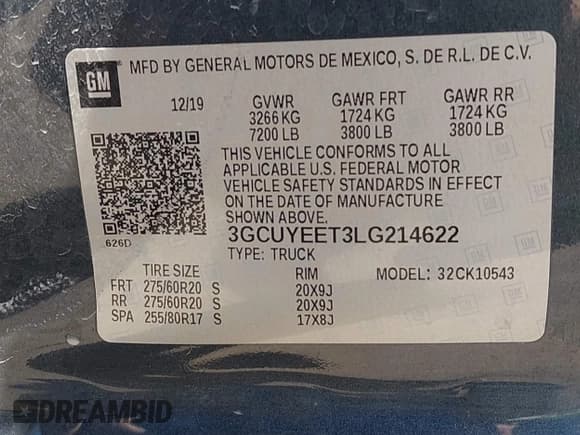 GM
MFD BY GENERAL MOTORS DE MEXICO, S. DE R.L. DE C.V.
12/19 GVWR GAWR FRT GAWR RR
3266 KG 1724 KG 1724 KG
7200 LB 3800 LB 3800 LB
THIS VEHICLE CONFORMS TO ALL
APPLICABLE U.S. FEDERAL MOTOR
VEHICLE SAFETY STANDARDS IN EFFECT
ON THE DATE OF MANUFACTURE
SHOWN ABOVE.
626D
3GCUYEET3LG214622
TYPE: TRUCK
TIRE SIZE RIM MODEL: 32CK10543
FRT 275/60R20 S 20X9J
RR 275/60R20 S 20X9J
SPA 255/80R17 S 17X8J
DREAMBID